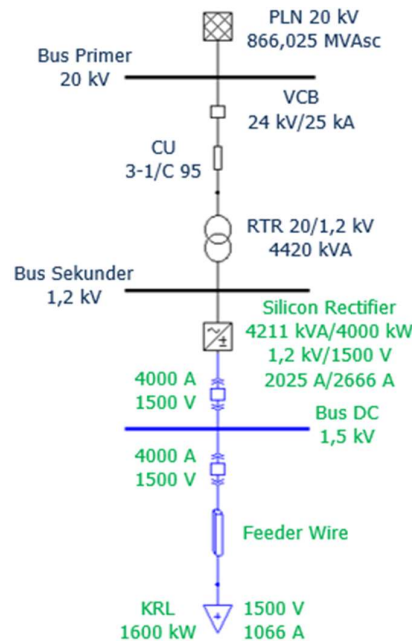 PLN 20 kV
866,025 MVAsc
Bus Primer
20 kV
VCB
24 kV/25 kA
CU
3-1/C 95
RTR 20/1,2 kV
4420 kVA
Bus Sekunder
1,2 kV
Silicon Rectifier
4211 kVA/4000 kW
1,2 kV/1500 V
2025 A/2666 A
4000 A
1500 V
Bus DC
1,5 kV
4000 A
1500 V
Feeder Wire
KRL
1600 kW
1500 V
1066 A